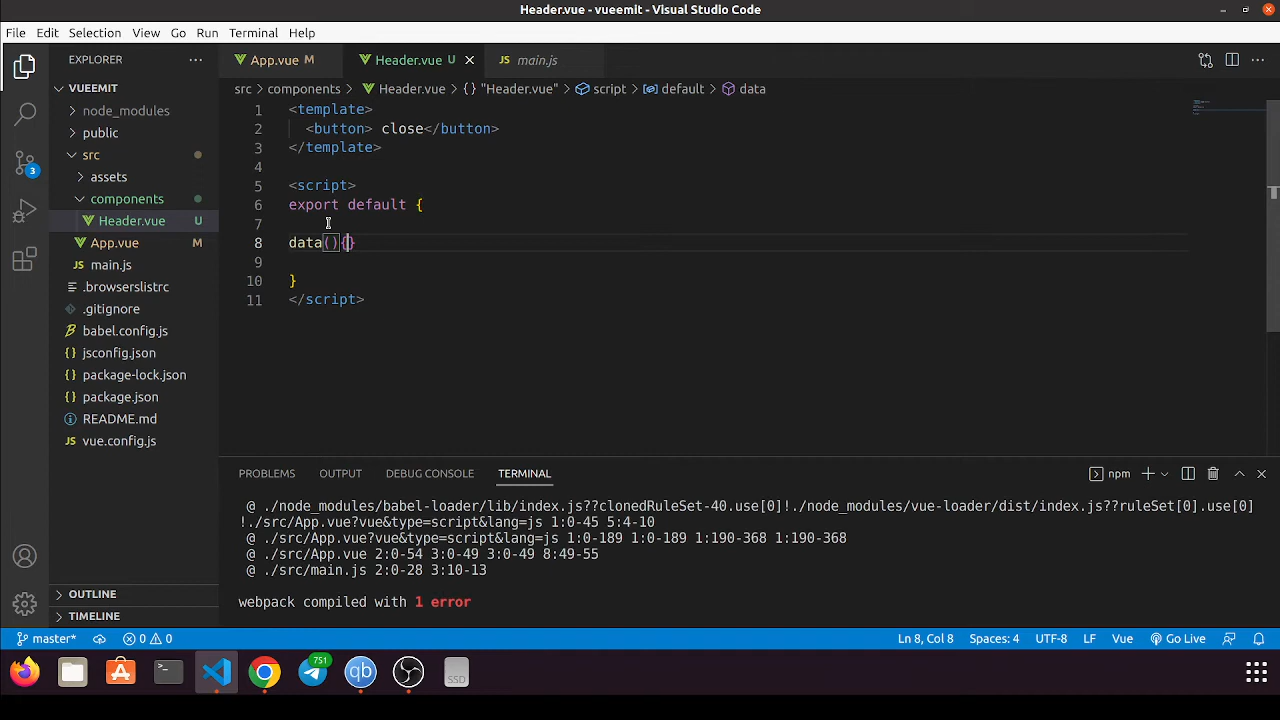 Header.vue - vueemit - Visual Studio Code
File Edit Selection View Go Run Terminal Help
EXPLORER
App.vue M Header.vue U main.js
VUEEMIT
src components Header.vue {} "Header.vue" script default data
node_modules
public
src
assets
components
Header.vue U
App.vue M
main.js
.browserslistrc
.gitignore
babel.config.js
jsconfig.json
package-lock.json
package.json
README.md
vue.config.js
OUTLINE
TIMELINE
3
1 <template>
2 <button> close</button>
3 </template>
4
5 <script>
6 export default {
7
8 data(){}
9
10 }
11 </script>
PROBLEMS OUTPUT DEBUG CONSOLE TERMINAL npm
@ ./node_modules/babel-loader/lib/index.js??clonedRuleSet-40.use[0]!./node_modules/vue-loader/dist/index.js??ruleSet[0].use[0]
!./src/App.vue?vue&type=script&lang=js 1:0-45 5:4-10
@ ./src/App.vue?vue&type=script&lang=js 1:0-189 1:0-189 1:190-368 1:190-368
@ ./src/App.vue 2:0-54 3:0-49 3:0-49 8:49-55
@ ./src/main.js 2:0-28 3:10-13
webpack compiled with 1 error
master* 0 0 Ln 8, Col 8 Spaces: 4 UTF-8 LF Vue Go Live
751
qb
SSD